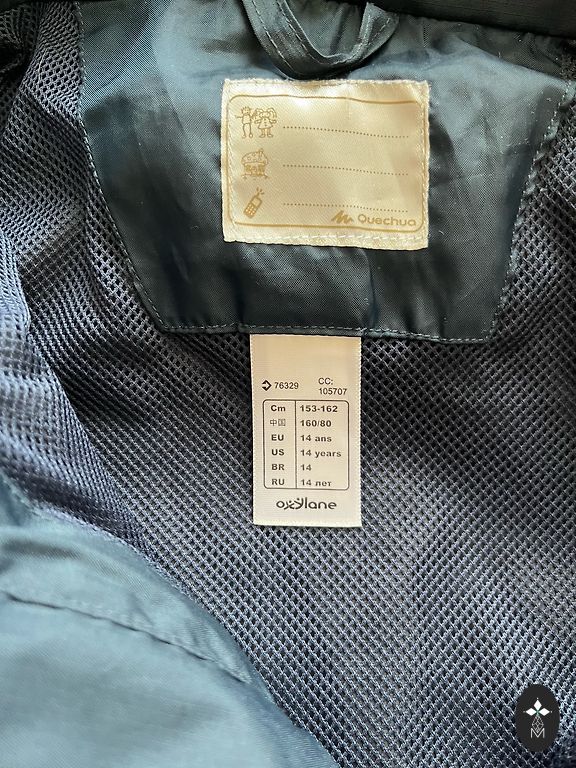 Quechua
76329 CC:
105707
Cm 153-162
中国 160/80
EU 14 ans
US 14 years
BR 14
RU 14 лет
oxylane
M